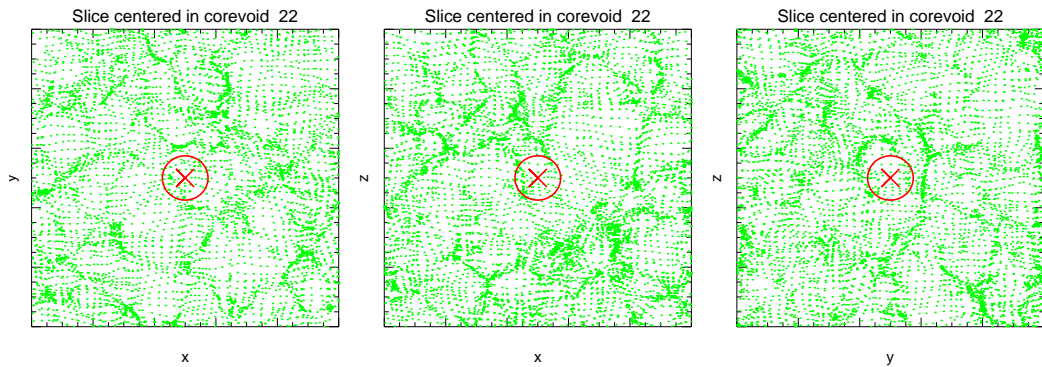 Slice centered in corevoid 22
Slice centered in corevoid 22
Slice centered in corevoid 22
y
z
z
x
x
y